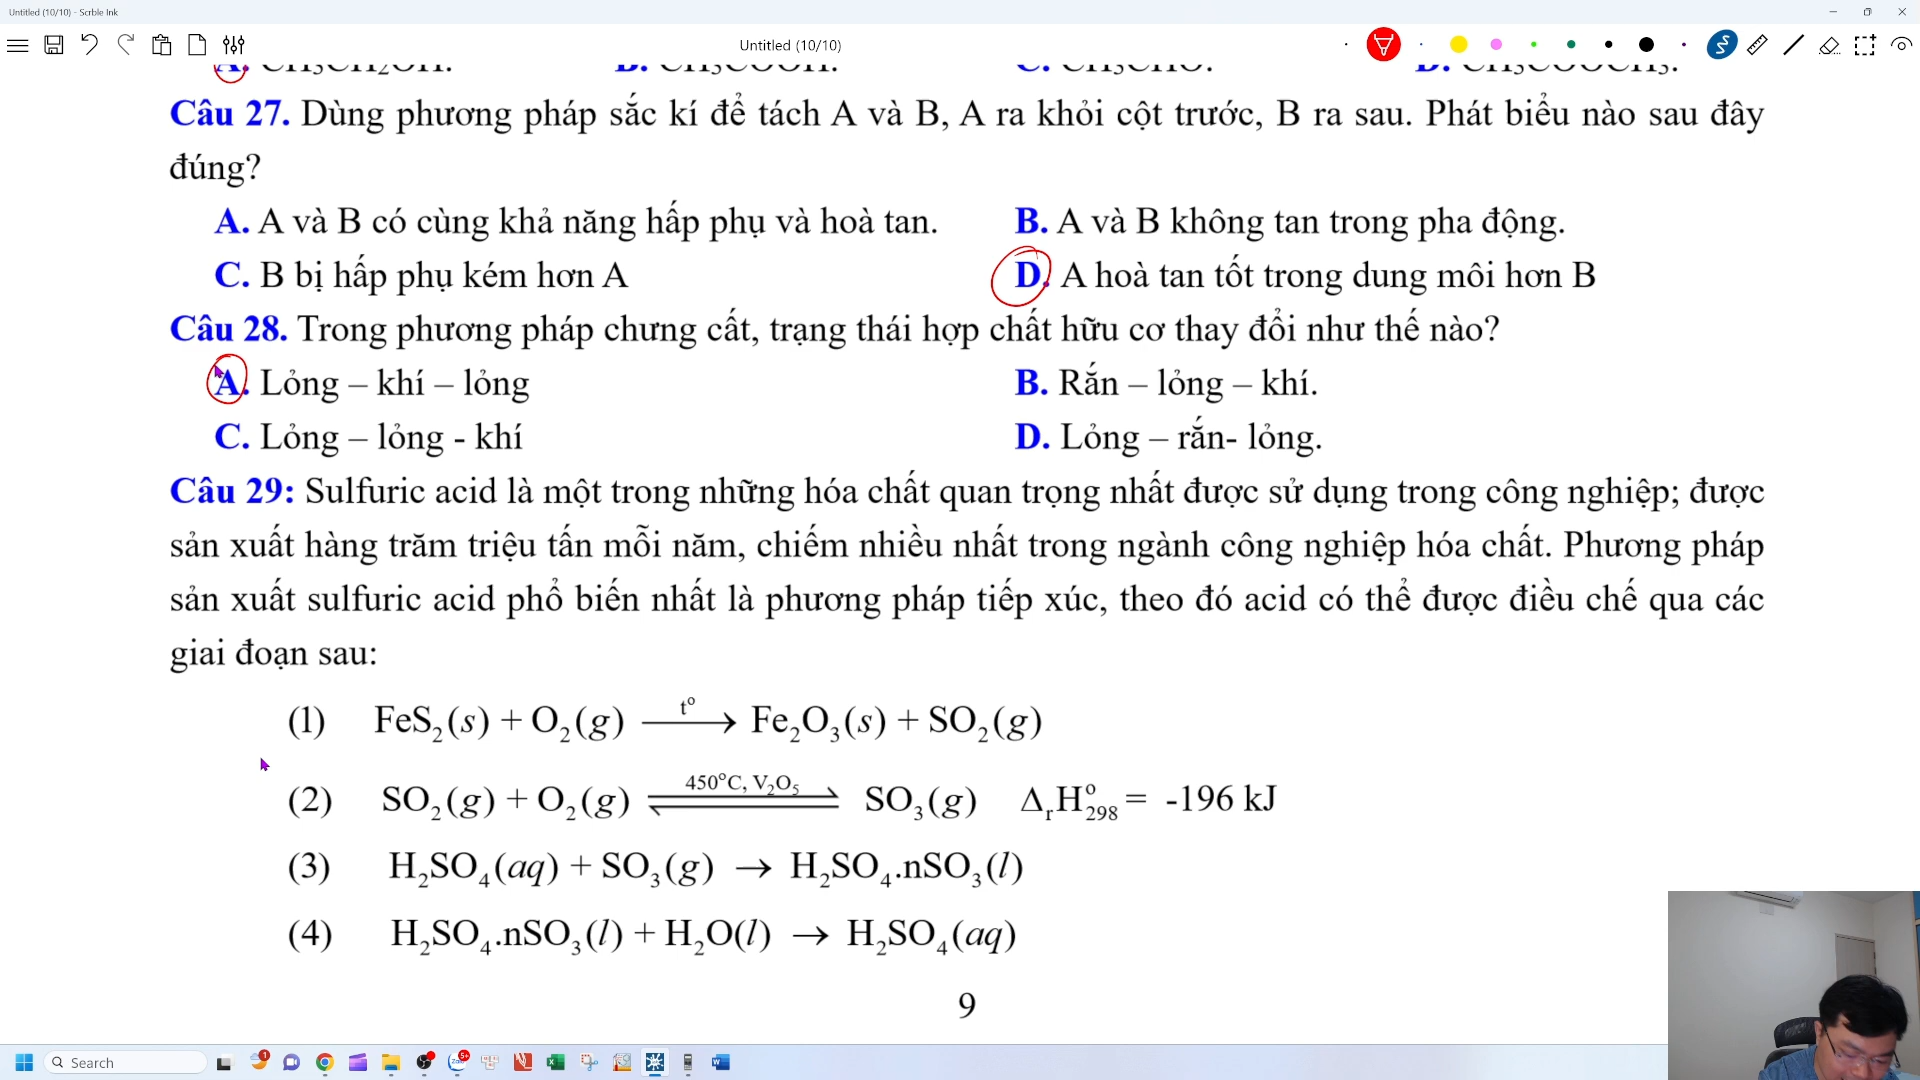 Untitled (10/10) - Scrble Ink
Untitled (10/10)
Câu 27. Dùng phương pháp sắc kí để tách A và B, A ra khỏi cột trước, B ra sau. Phát biểu nào sau đây
đúng?
A. A và B có cùng khả năng hấp phụ và hoà tan. B. A và B không tan trong pha động.
C. B bị hấp phụ kém hơn A D. A hoà tan tốt trong dung môi hơn B
Câu 28. Trong phương pháp chưng cất, trạng thái hợp chất hữu cơ thay đổi như thế nào?
A. Lỏng – khí – lỏng B. Rắn – lỏng – khí.
C. Lỏng – lỏng - khí D. Lỏng – rắn- lỏng.
Câu 29: Sulfuric acid là một trong những hóa chất quan trọng nhất được sử dụng trong công nghiệp; được
sản xuất hàng trăm triệu tấn mỗi năm, chiếm nhiều nhất trong ngành công nghiệp hóa chất. Phương pháp
sản xuất sulfuric acid phổ biến nhất là phương pháp tiếp xúc, theo đó acid có thể được điều chế qua các
giai đoạn sau:
(1) FeS₂(s) + O₂(g) —t°→ Fe₂O₃(s) + SO₂(g)
(2) SO₂(g) + O₂(g) ⇌ 450°C, V₂O₅ SO₃(g) ΔᵣH°₂₉₈ = -196 kJ
(3) H₂SO₄(aq) + SO₃(g) → H₂SO₄.nSO₃(l)
(4) H₂SO₄.nSO₃(l) + H₂O(l) → H₂SO₄(aq)
9
Search